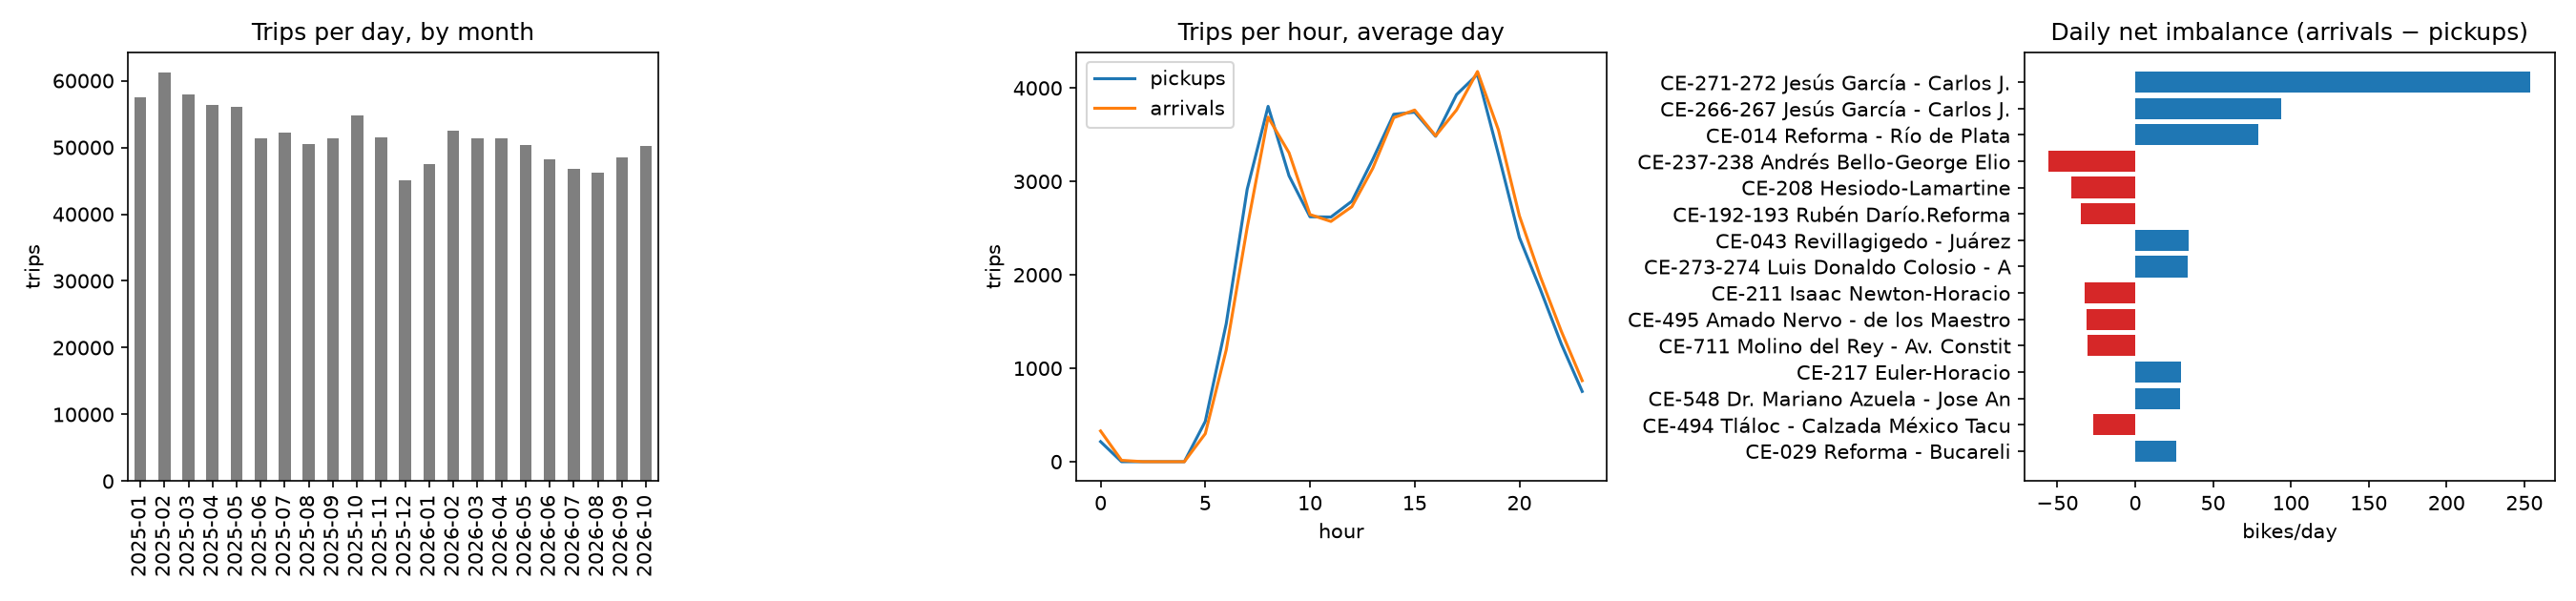 Trips per day, by month
trips
60000
50000
40000
30000
20000
10000
0
2025-01
2025-02
2025-03
2025-04
2025-05
2025-06
2025-07
2025-08
2025-09
2025-10
2025-11
2025-12
2026-01
2026-02
2026-03
2026-04
2026-05
2026-06
2026-07
2026-08
2026-09
2026-10
Trips per hour, average day
pickups
arrivals
trips
4000
3000
2000
1000
0
0 5 10 15 20
hour
Daily net imbalance (arrivals − pickups)
CE-271-272 Jesús García - Carlos J.
CE-266-267 Jesús García - Carlos J.
CE-014 Reforma - Río de Plata
CE-237-238 Andrés Bello-George Elio
CE-208 Hesiodo-Lamartine
CE-192-193 Rubén Darío.Reforma
CE-043 Revillagigedo - Juárez
CE-273-274 Luis Donaldo Colosio - A
CE-211 Isaac Newton-Horacio
CE-495 Amado Nervo - de los Maestro
CE-711 Molino del Rey - Av. Constit
CE-217 Euler-Horacio
CE-548 Dr. Mariano Azuela - Jose An
CE-494 Tláloc - Calzada México Tacu
CE-029 Reforma - Bucareli
−50 0 50 100 150 200 250
bikes/day